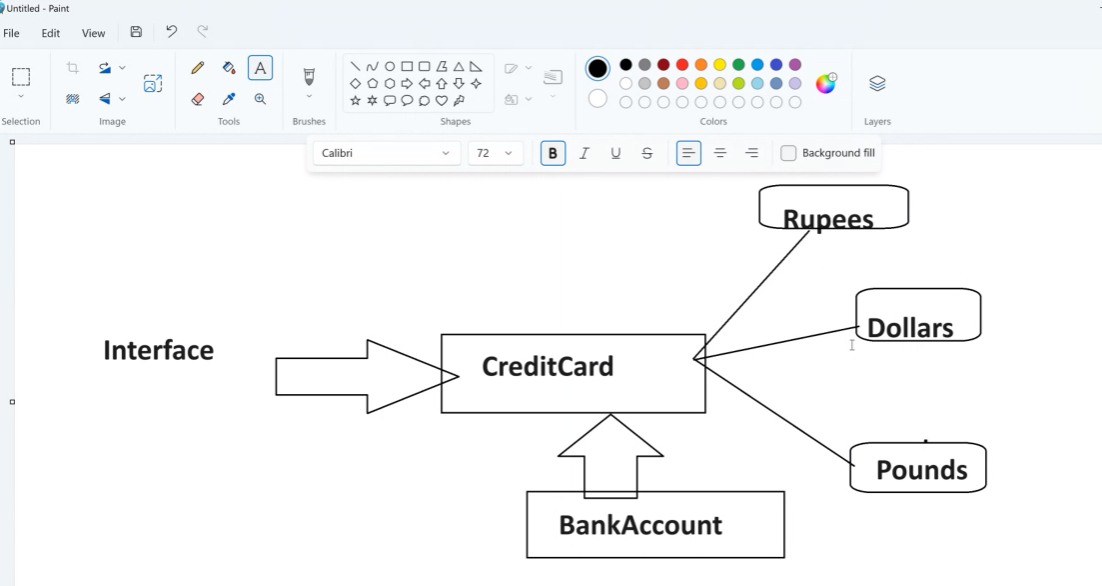 Untitled - Paint
File Edit View
Selection Image Tools Brushes Shapes Colors Layers
Calibri 72 B I U S Background fill
Rupees
Dollars
Interface
CreditCard
Pounds
BankAccount